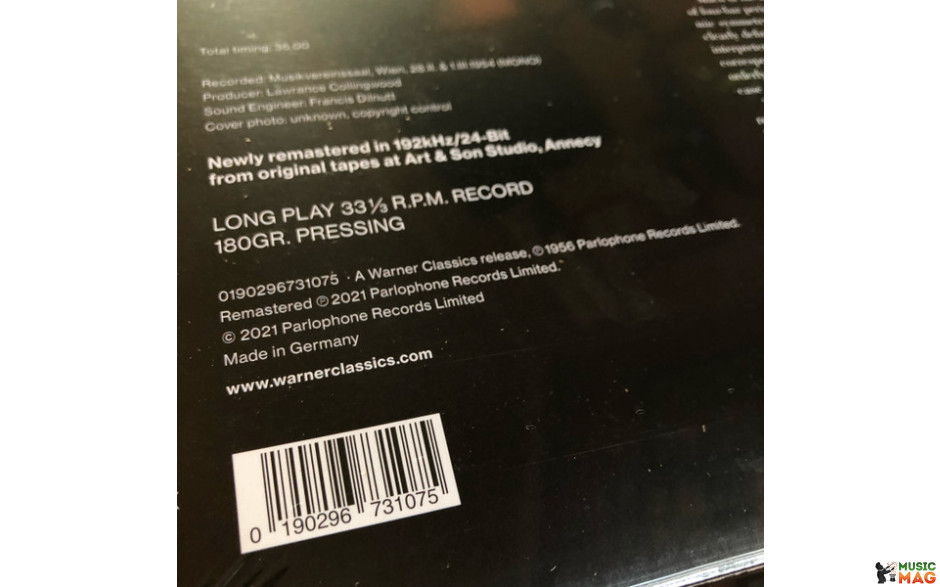 Total timing: 36.00
Recorded: Musikvereinssaal, Wien, 28.II. & 1.III.1954 (MONO)
Producer: Lawrance Collingwood
Sound Engineer: Francis Dillnutt
Cover photo: unknown, copyright control
Newly remastered in 192kHz/24-Bit
from original tapes at Art & Son Studio, Annecy
LONG PLAY 33⅓ R.P.M. RECORD
180GR. PRESSING
0190296731075 · A Warner Classics release, ℗ 1956 Parlophone Records Limited.
Remastered ℗ 2021 Parlophone Records Limited.
© 2021 Parlophone Records Limited
Made in Germany
www.warnerclassics.com
0 190296 731075
clearly
MUSIC
MAG